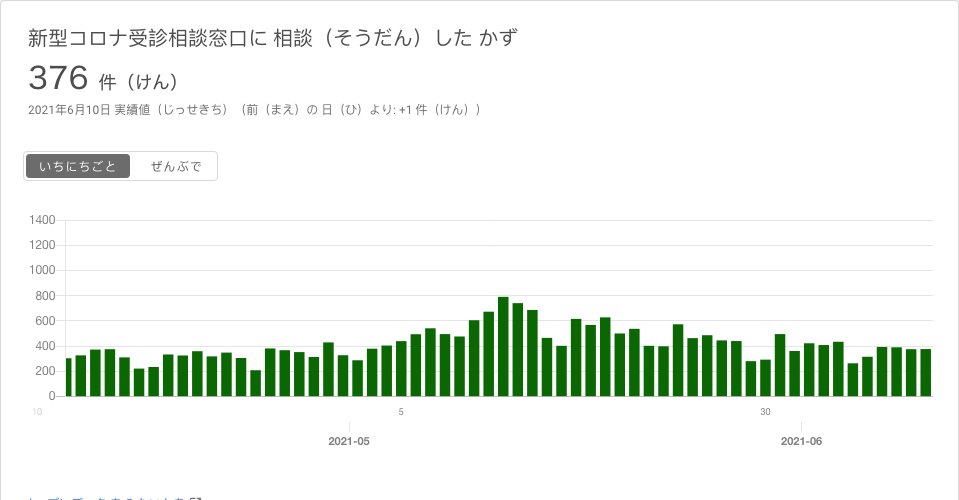 新型コロナ受診相談窓口に 相談（そうだん）した かず
376 件（けん）
2021年6月10日 実績値（じっせきち）（前（まえ）の 日（ひ）より: +1 件（けん））
いちにちごと ぜんぶで
1400
1200
1000
800
600
400
200
0
10 5 30
2021-05 2021-06